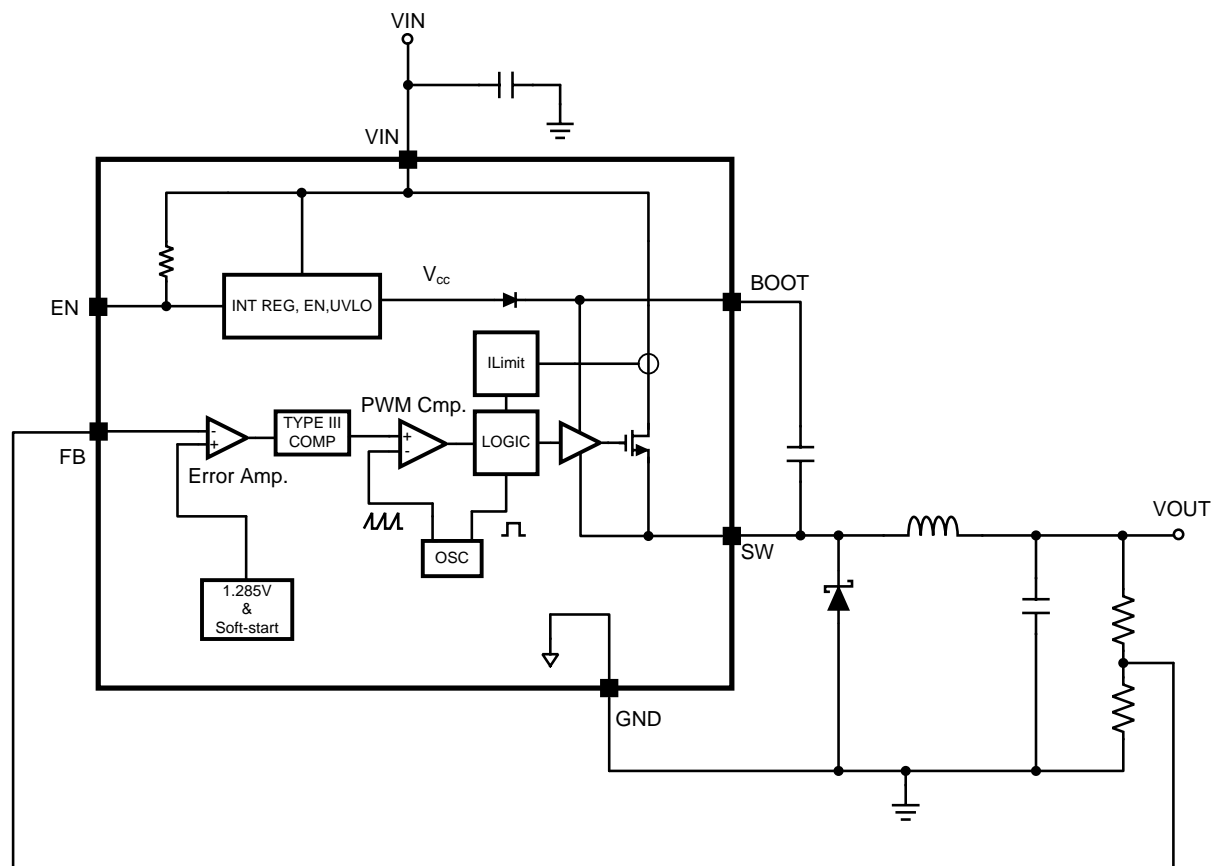 VIN
VIN
V_cc
BOOT
EN
INT REG, EN,UVLO
ILimit
PWM Cmp.
FB
-
+
TYPE III
COMP
+
-
LOGIC
Error Amp.
VOUT
SW
OSC
1.285V
&
Soft-start
GND